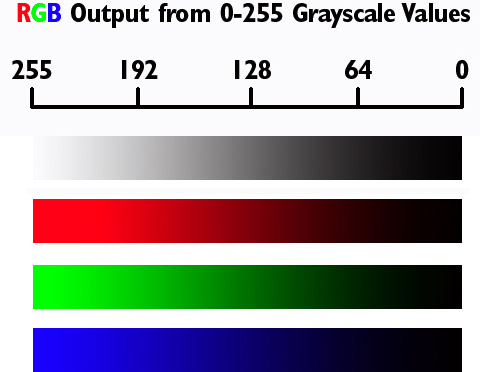 RGB Output from 0-255 Grayscale Values
255 192 128 64 0